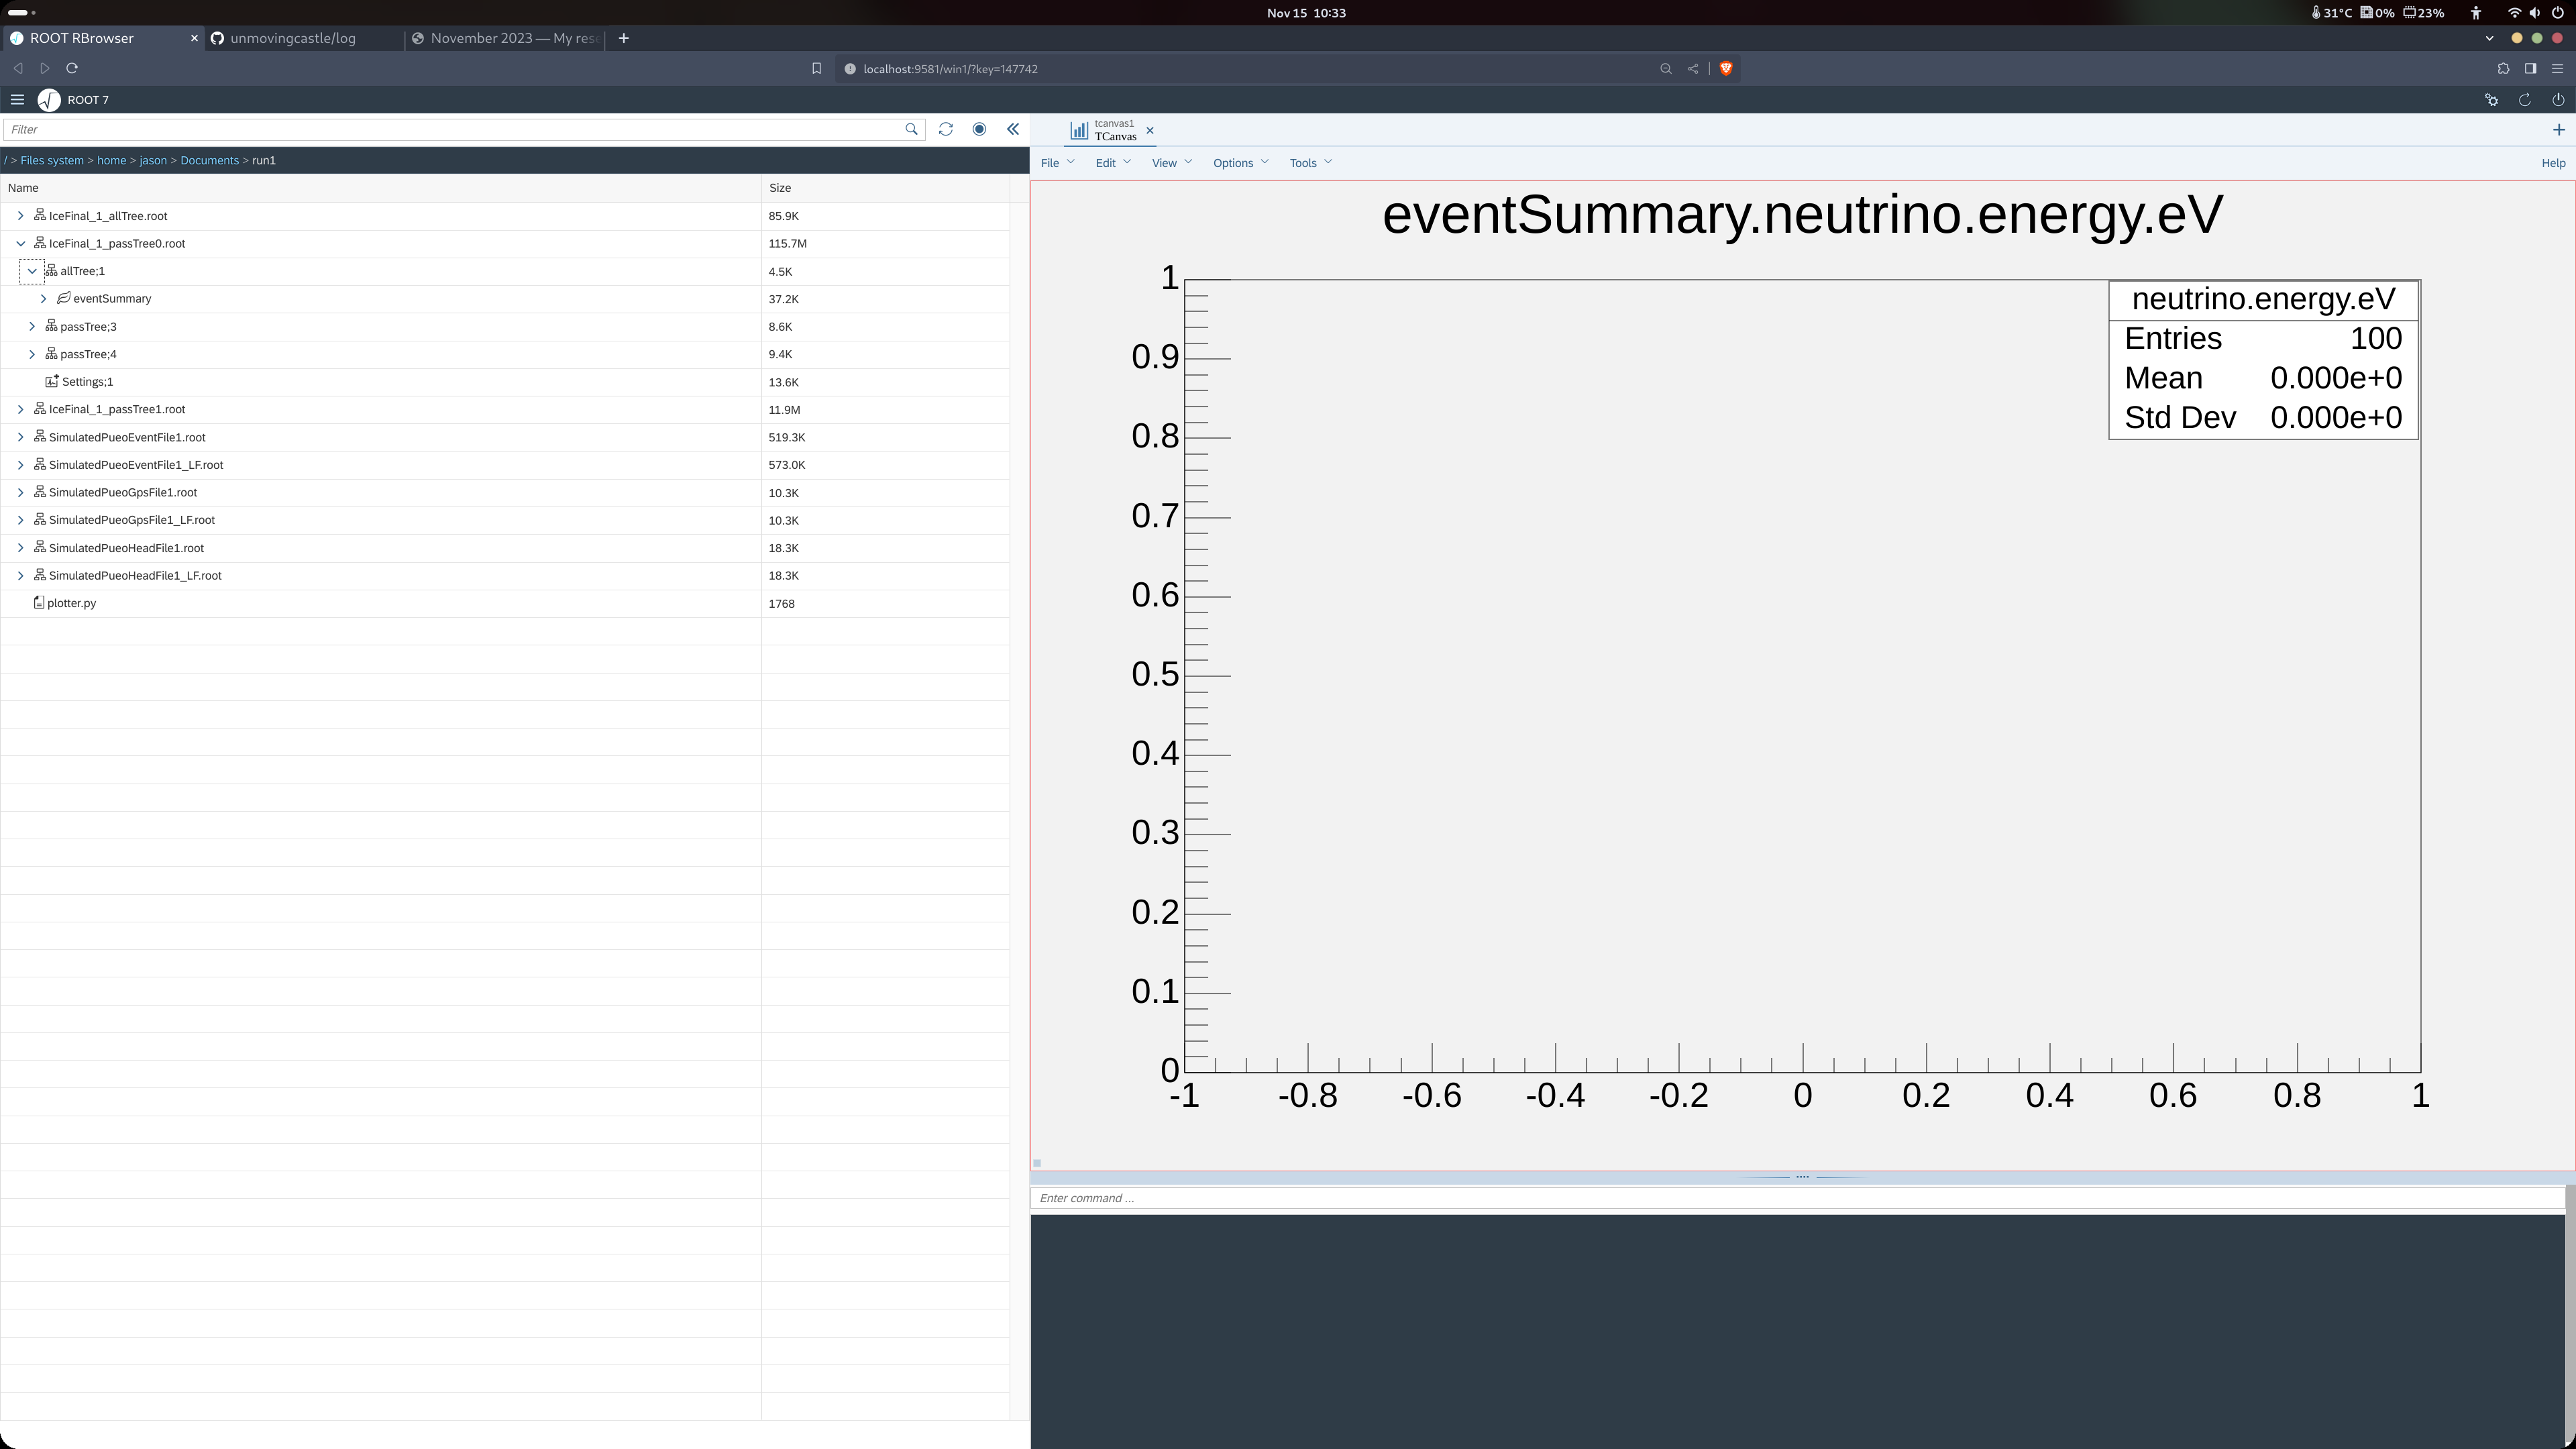 Nov 15 10:33
31°C 0% 23%
ROOT RBrowser
unmovingcastle/log
November 2023 — My rese
localhost:9581/win1/?key=147742
ROOT 7
Filter
/ > Files system > home > jason > Documents > run1
Name Size
IceFinal_1_allTree.root 85.9K
IceFinal_1_passTree0.root 115.7M
allTree;1 4.5K
eventSummary 37.2K
passTree;3 8.6K
passTree;4 9.4K
Settings;1 13.6K
IceFinal_1_passTree1.root 11.9M
SimulatedPueoEventFile1.root 519.3K
SimulatedPueoEventFile1_LF.root 573.0K
SimulatedPueoGpsFile1.root 10.3K
SimulatedPueoGpsFile1_LF.root 10.3K
SimulatedPueoHeadFile1.root 18.3K
SimulatedPueoHeadFile1_LF.root 18.3K
plotter.py 1768
tcanvas1
TCanvas
File Edit View Options Tools Help
eventSummary.neutrino.energy.eV
neutrino.energy.eV
Entries 100
Mean 0.000e+0
Std Dev 0.000e+0
1
0.9
0.8
0.7
0.6
0.5
0.4
0.3
0.2
0.1
0
-1 -0.8 -0.6 -0.4 -0.2 0 0.2 0.4 0.6 0.8 1
Enter command ...